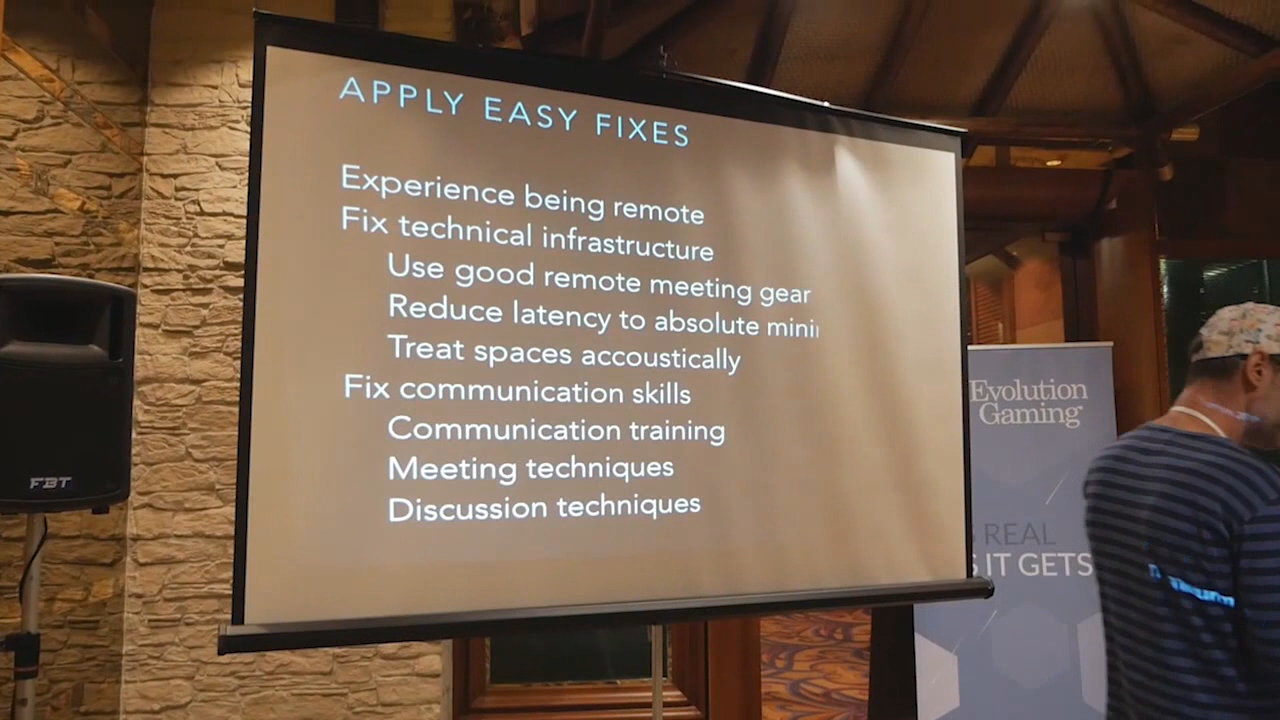 APPLY EASY FIXES
Experience being remote
Fix technical infrastructure
Use good remote meeting gear
Reduce latency to absolute
Treat spaces accoustically
Fix communication skills
Communication training
Meeting techniques
Discussion techniques
FBT
Evolution
Gaming
REAL
IT GETS